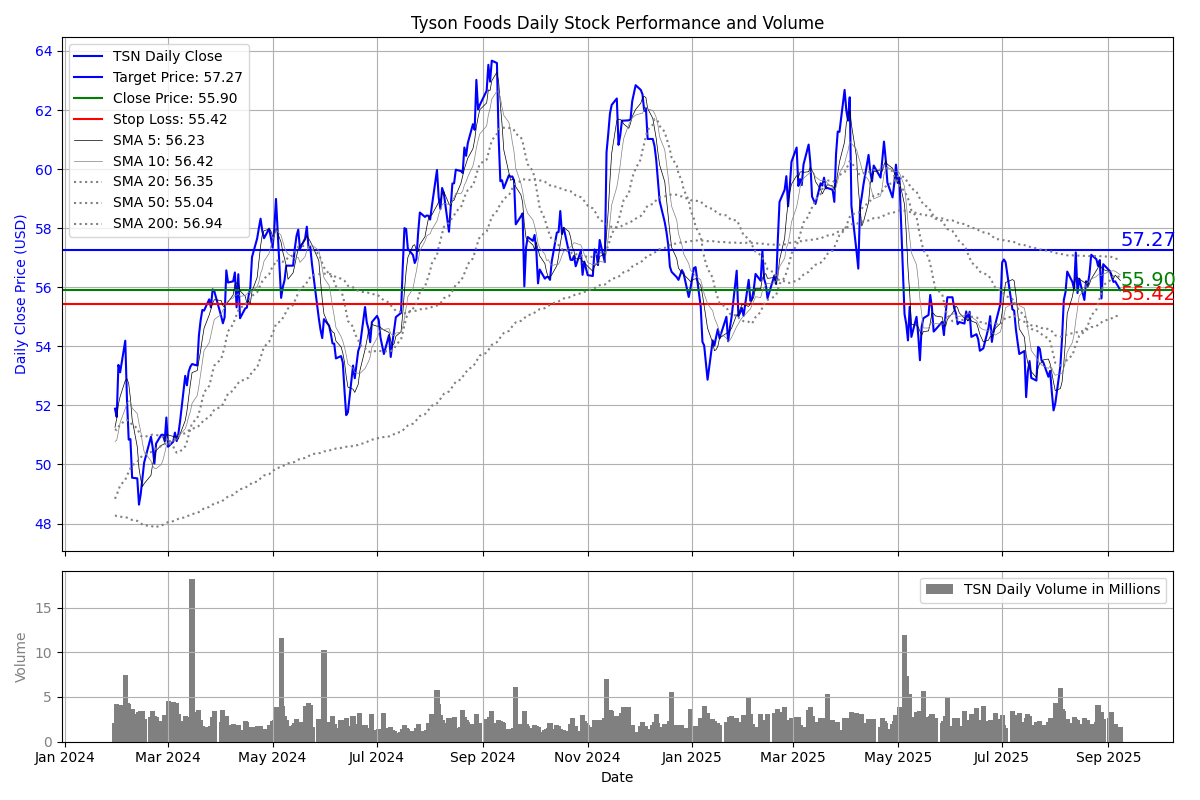 Tyson Foods Daily Stock Performance and Volume
TSN Daily Close
Target Price: 57.27
Close Price: 55.90
Stop Loss: 55.42
SMA 5: 56.23
SMA 10: 56.42
SMA 20: 56.35
SMA 50: 55.04
SMA 200: 56.94
64
62
60
58
56
54
52
50
48
Daily Close Price (USD)
57.27
55.90
55.42
TSN Daily Volume in Millions
15
10
5
0
Volume
Jan 2024
Mar 2024
May 2024
Jul 2024
Sep 2024
Nov 2024
Jan 2025
Mar 2025
May 2025
Jul 2025
Sep 2025
Date